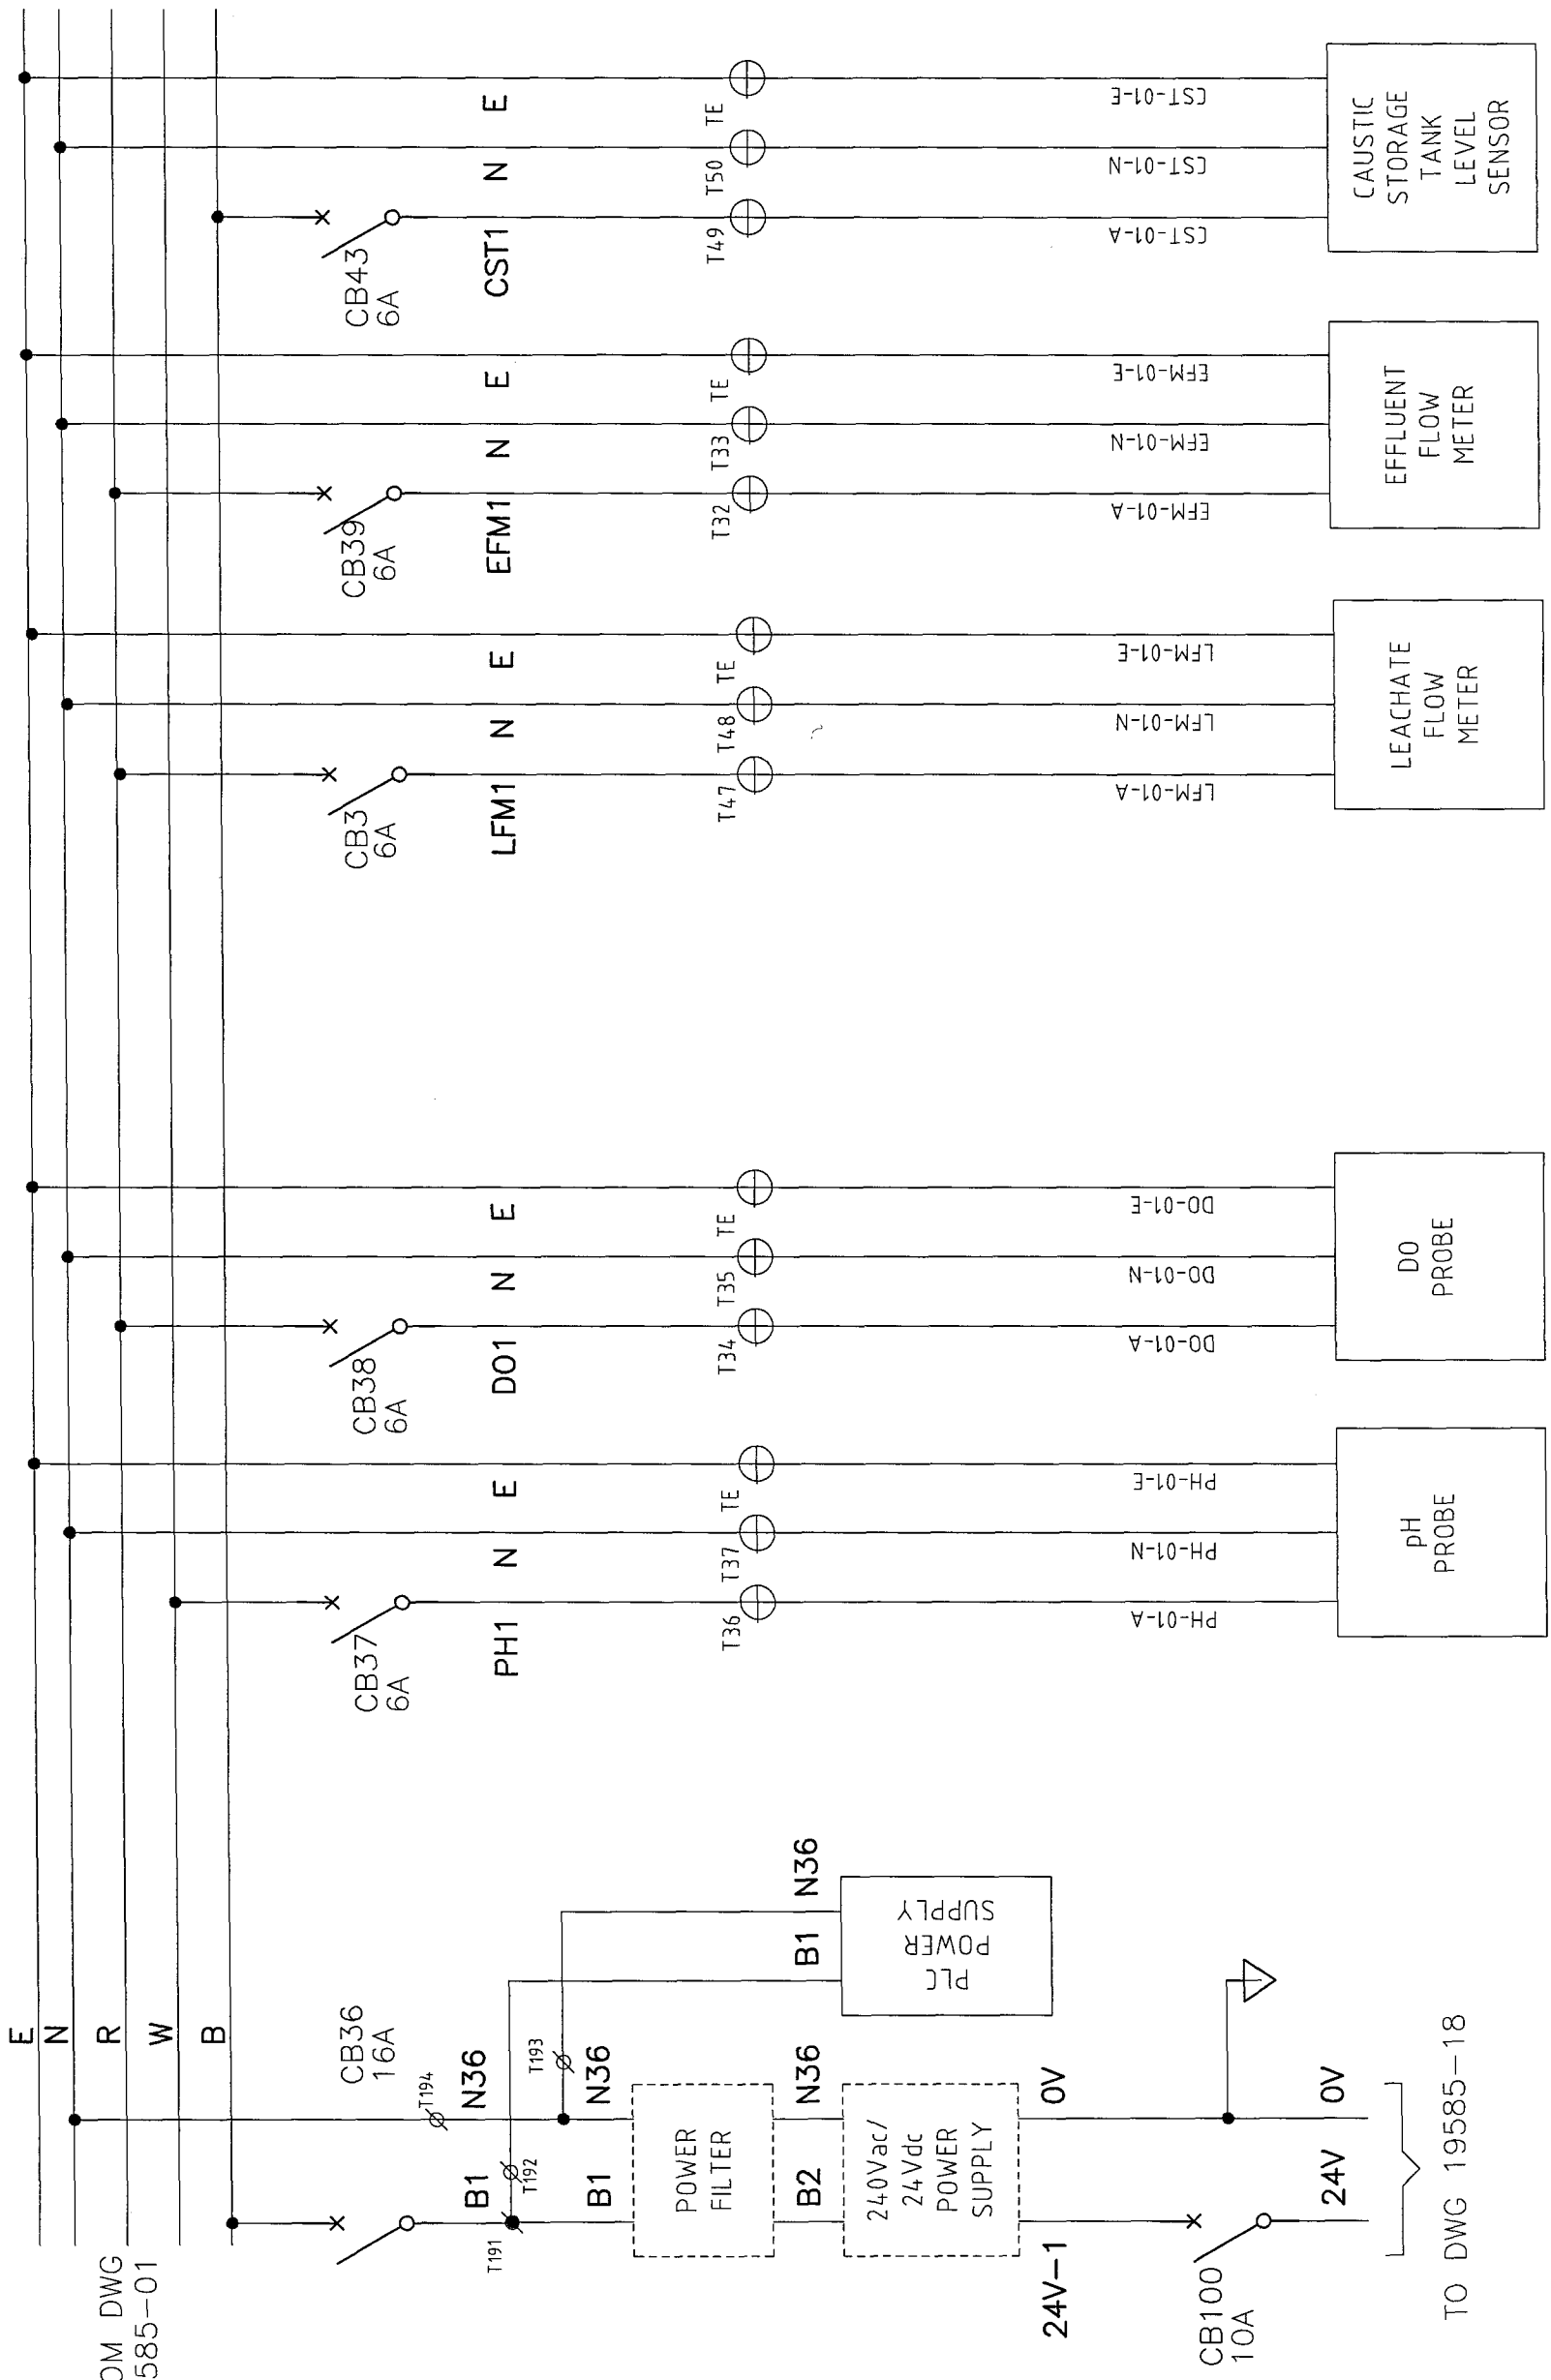 E
N
R
W
B
OM DWG
585-01
CB36
16A
T194
N36
B1
T191
T192
T193
B1
N36
POWER
FILTER
B2
N36
240Vac/
24Vdc
POWER
SUPPLY
B1
N36
PLC
POWER
SUPPLY
24V-1
0V
CB100
10A
24V
0V
TO DWG 19585-18
CB37
6A
PH1
N
E
T36
T37
TE
PH-01-A
PH-01-N
PH-01-E
pH
PROBE
CB38
6A
DO1
N
E
T34
T35
TE
DO-01-A
DO-01-N
DO-01-E
DO
PROBE
CB3
6A
LFM1
N
E
T47
T48
TE
LFM-01-A
LFM-01-N
LFM-01-E
LEACHATE
FLOW
METER
CB39
6A
EFM1
N
E
T32
T33
TE
EFM-01-A
EFM-01-N
EFM-01-E
EFFLUENT
FLOW
METER
CB43
6A
CST1
N
E
T49
T50
TE
CST-01-A
CST-01-N
CST-01-E
CAUSTIC
STORAGE
TANK
LEVEL
SENSOR